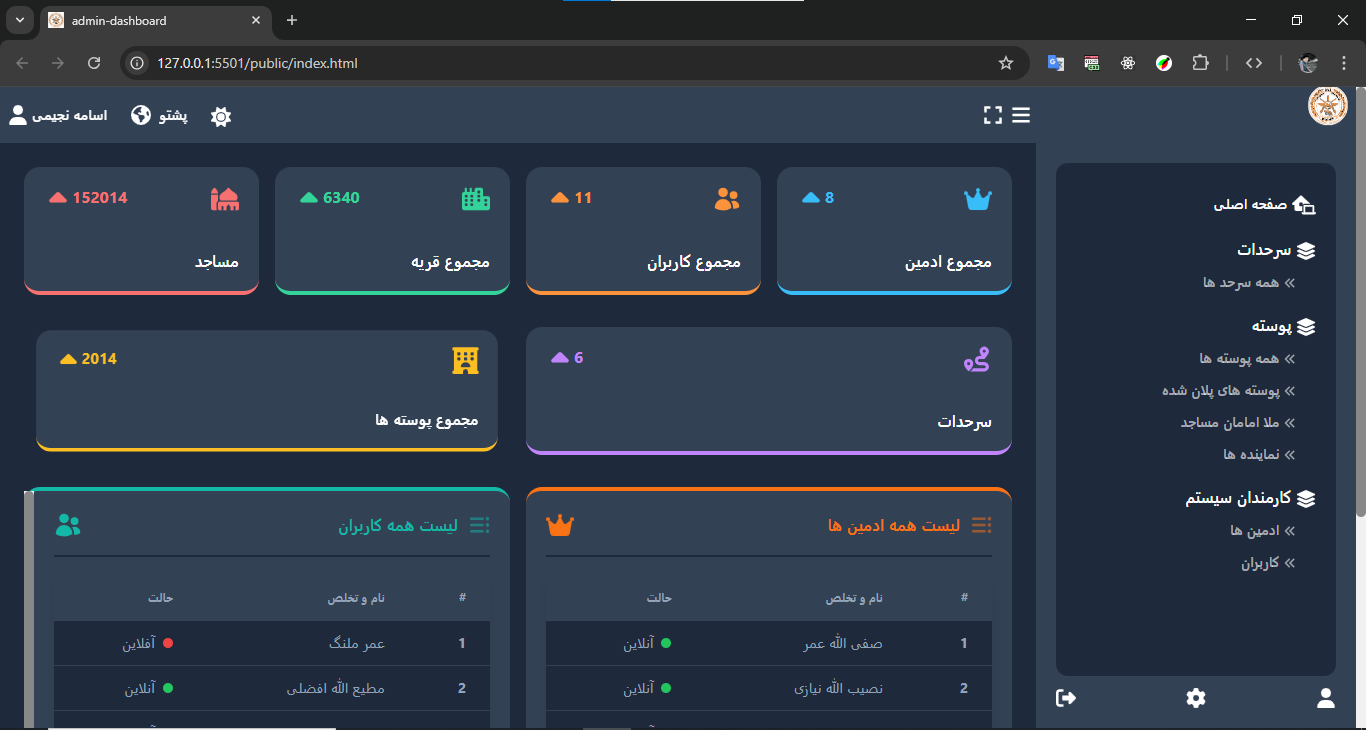 admin-dashboard
127.0.0.1:5501/public/index.html
اسامه نجیمی
پشتو
صفحه اصلی
سرحدات
همه سرحد ها
پوسته
همه پوسته ها
پوسته های پلان شده
ملا امامان مساجد
نماینده ها
کارمندان سیستم
ادمین ها
کاربران
8
مجموع ادمین
11
مجموع کاربران
6340
مجموع قریه
152014
مساجد
6
سرحدات
2014
مجموع پوسته ها
لیست همه ادمین ها
# نام و تخلص حالت
1 صفی الله عمر آنلاین
2 نصیب الله نیازی آنلاین
لیست همه کاربران
# نام و تخلص حالت
1 عمر ملنگ آفلاین
2 مطیع الله افضلی آنلاین